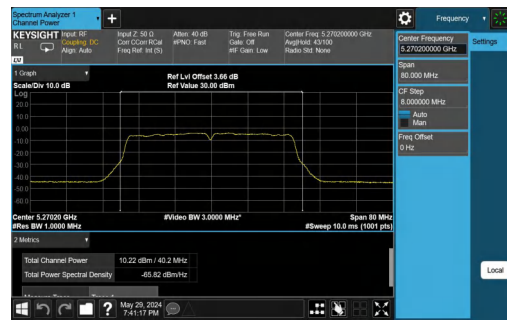 Spectrum Analyzer 1
Channel Power
Frequency
KEYSIGHT
RL
Input: RF
Coupling: DC
Align: Auto
Input Z: 50 Ω
Corr CCorr RCal
Freq Ref: Int (S)
Atten: 40 dB
#PNO: Fast
Trig: Free Run
Gate: Off
#IF Gain: Low
Center Freq: 5.270200000 GHz
Avg|Hold: 43/100
Radio Std: None
Center Frequency
5.270200000 GHz
Settings
Span
80.000 MHz
CF Step
8.000000 MHz
Auto
Man
Freq Offset
0 Hz
Local
1 Graph
Scale/Div 10.0 dB
Ref Lvl Offset 3.66 dB
Ref Value 30.00 dBm
Log
20.0
10.0
0.00
-10.0
-20.0
-30.0
-40.0
-50.0
-60.0
Center 5.27020 GHz
#Res BW 1.0000 MHz
#Video BW 3.0000 MHz*
Span 80 MHz
#Sweep 10.0 ms (1001 pts)
2 Metrics
Total Channel Power 10.22 dBm / 40.2 MHz
Total Power Spectral Density -65.82 dBm/Hz
May 29, 2024
7:41:17 PM